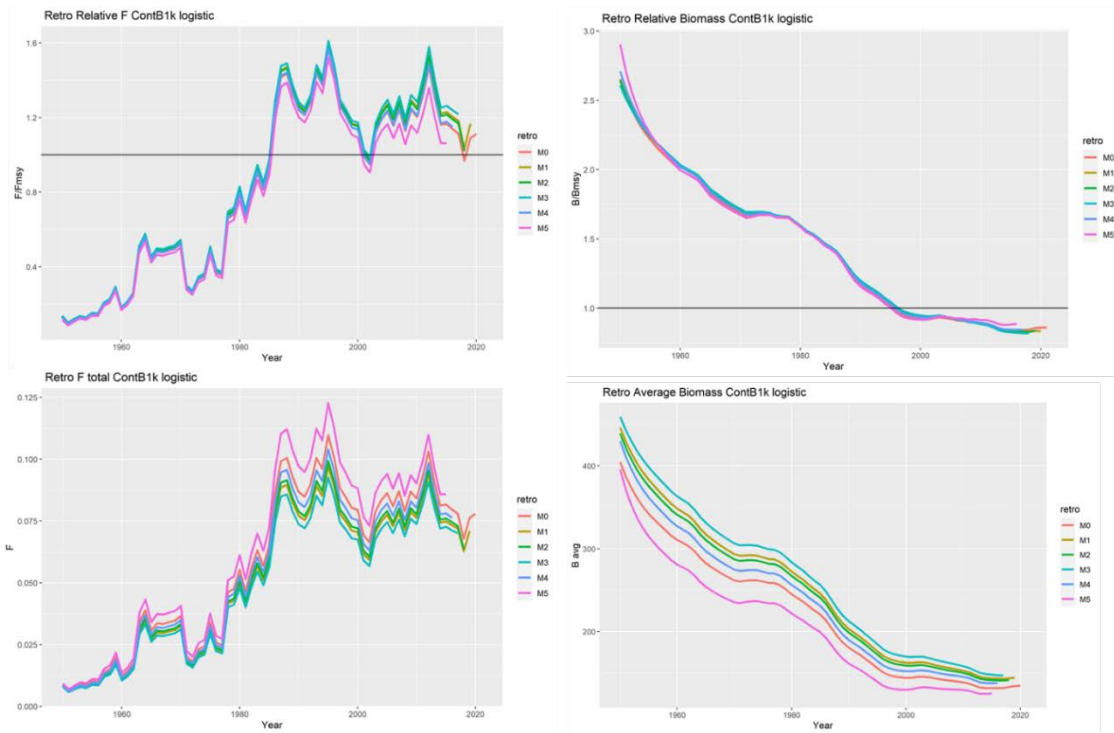 Retro Relative F ContB1k logistic
1.6
1.2
0.8
0.4
F/Fmsy
1960
1980
2000
2020
Year
retro
M0
M1
M2
M3
M4
M5
Retro Relative Biomass ContB1k logistic
3.0
2.5
2.0
1.5
1.0
B/Bmsy
1960
1980
2000
2020
Year
retro
M0
M1
M2
M3
M4
M5
Retro F total ContB1k logistic
0.125
0.100
0.075
0.050
0.025
0.000
F
1960
1980
2000
2020
Year
retro
M0
M1
M2
M3
M4
M5
Retro Average Biomass ContB1k logistic
400
300
200
B avg
1960
1980
2000
2020
Year
retro
M0
M1
M2
M3
M4
M5